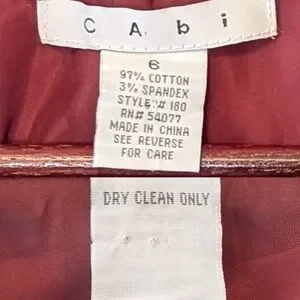 CAbi
6
97% COTTON
3% SPANDEX
STYLE# 180
RN# 54077
MADE IN CHINA
SEE REVERSE
FOR CARE
DRY CLEAN ONLY